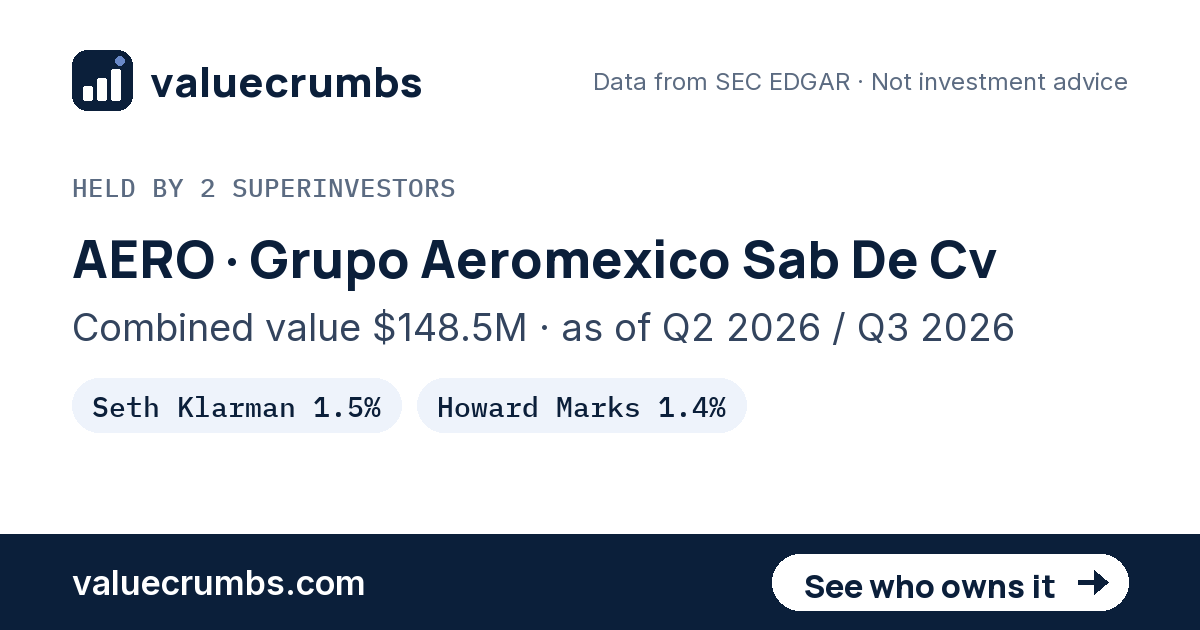 valuecrumbs
Data from SEC EDGAR · Not investment advice
HELD BY 2 SUPERINVESTORS
AERO · Grupo Aeromexico Sab De Cv
Combined value $148.5M · as of Q2 2026 / Q3 2026
Seth Klarman 1.5%
Howard Marks 1.4%
valuecrumbs.com
See who owns it →